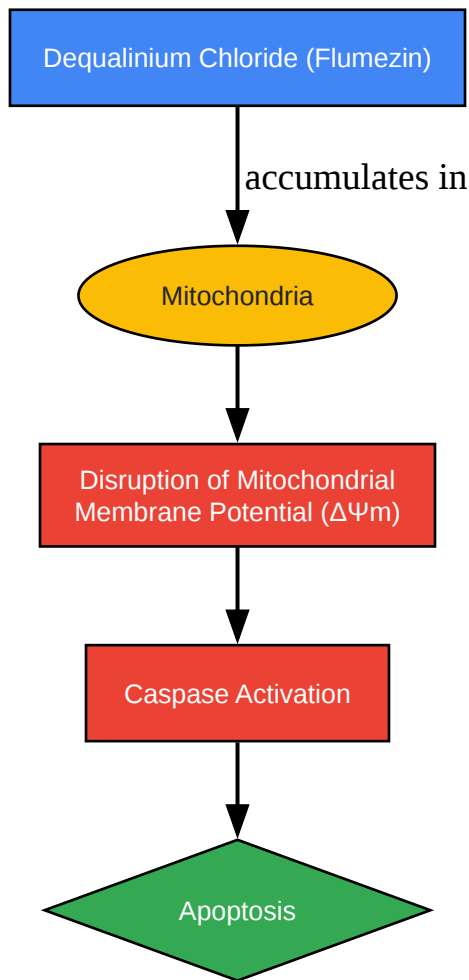 Dequalinium Chloride (Flumezin)
accumulates in
Mitochondria
Disruption of Mitochondrial
Membrane Potential (ΔΨm)
Caspase Activation
Apoptosis